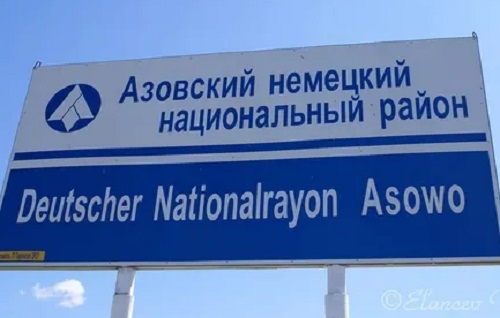 Азовский немецкий
национальный район
Deutscher Nationalrayon Asowo
©Elancev